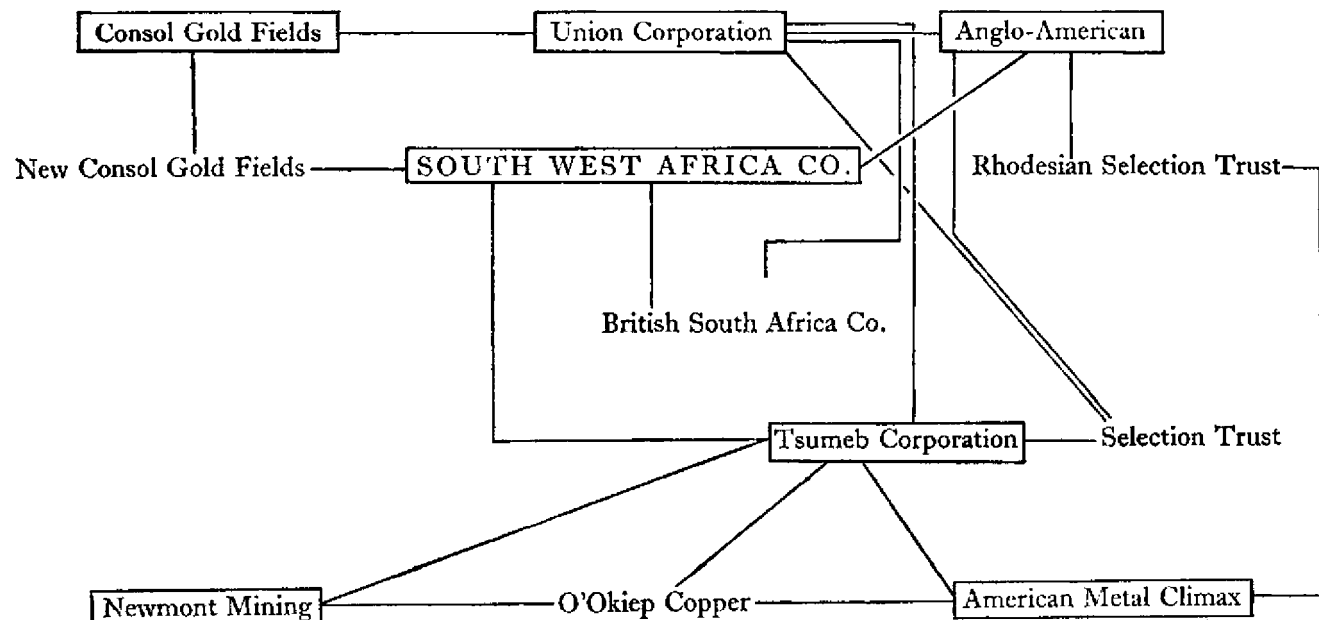 Consol Gold Fields
Union Corporation
Anglo-American
New Consol Gold Fields
SOUTH WEST AFRICA CO.
Rhodesian Selection Trust
British South Africa Co.
Tsumeb Corporation
Selection Trust
Newmont Mining
O'Okiep Copper
American Metal Climax